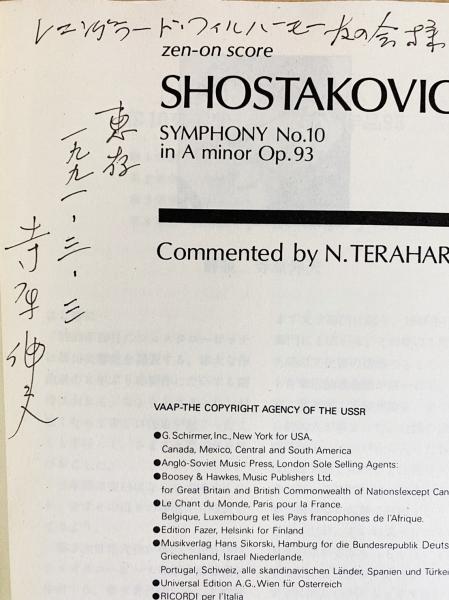 レニングラード・フィルハーモニー友の会様
zen-on score
SHOSTAKOVIC
SYMPHONY No.10
in A minor Op.93
恵存
一九九一・三・三
寺原伸夫
Commented by N. TERAHAR
VAAP-THE COPYRIGHT AGENCY OF THE USSR
●G. Schirmer, Inc., New York for USA,
Canada, Mexico, Central and South America
●Anglo-Soviet Music Press, London Sole Selling Agents:
●Boosey & Hawkes, Music Publishers Ltd.
for Great Britain and British Commonwealth of Nations(except Can
●Le Chant du Monde, Paris pour la France.
Belgique, Luxembourg et les Pays francophones de l'Afrique.
●Edition Fazer, Helsinki for Finland
●Musikverlag Hans Sikorski, Hamburg für die Bundesrepublik Deuts
Griechenland, Israel Niederlande.
Portugal, Schweiz, alle skandinavischen Länder, Spanien und Türke
●Universal Edition A.G., Wien für Österreich
●RICORDI per l'Italia